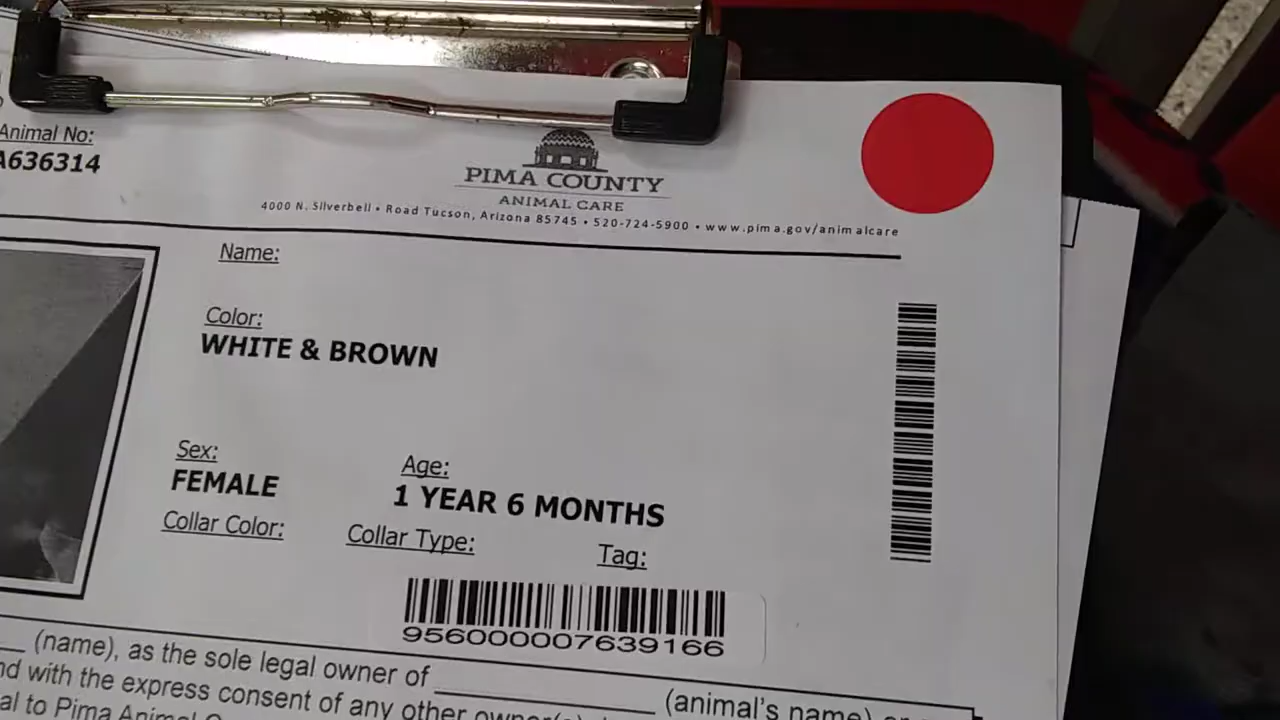 Animal No:
A636314
PIMA COUNTY
ANIMAL CARE
4000 N. Silverbell • Road Tucson, Arizona 85745 • 520-724-5900 • www.pima.gov/animalcare
Name:
Color:
WHITE & BROWN
Sex:
FEMALE
Age:
1 YEAR 6 MONTHS
Collar Color:
Collar Type:
Tag:
956000007639166
(name), as the sole legal owner of
(animal's name) or
nd with the express consent of any other owner(s)
al to Pima Animal